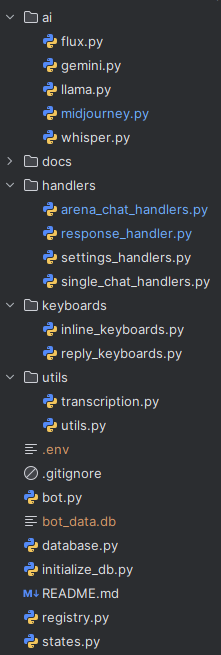 ai
flux.py
gemini.py
llama.py
midjourney.py
whisper.py
docs
handlers
arena_chat_handlers.py
response_handler.py
settings_handlers.py
single_chat_handlers.py
keyboards
inline_keyboards.py
reply_keyboards.py
utils
transcription.py
utils.py
.env
.gitignore
bot.py
bot_data.db
database.py
initialize_db.py
M↓ README.md
registry.py
states.py